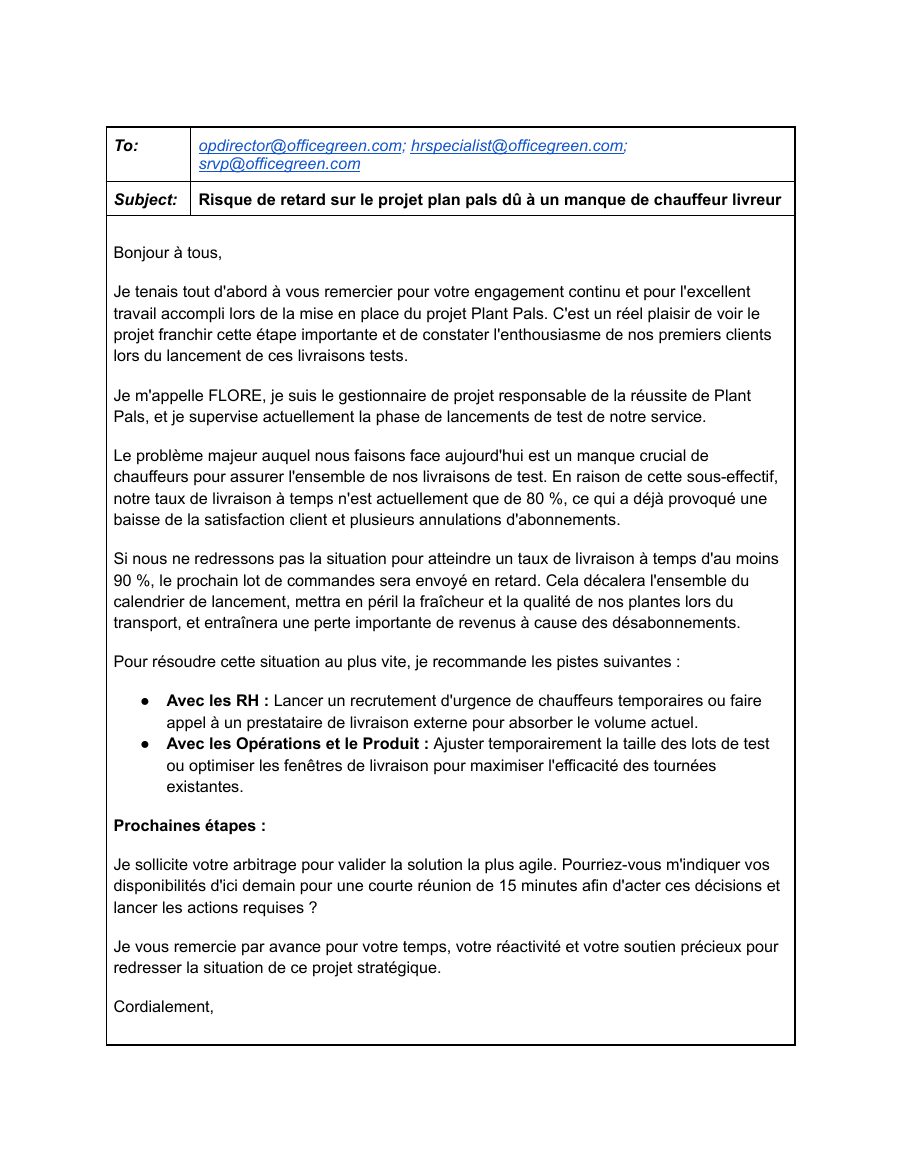 To:
opdirector@officegreen.com; hrspecialist@officegreen.com;
srvp@officegreen.com
Subject:
Risque de retard sur le projet plan pals dû à un manque de chauffeur livreur
Bonjour à tous,
Je tenais tout d'abord à vous remercier pour votre engagement continu et pour l'excellent
travail accompli lors de la mise en place du projet Plant Pals. C'est un réel plaisir de voir le
projet franchir cette étape importante et de constater l'enthousiasme de nos premiers clients
lors du lancement de ces livraisons tests.
Je m'appelle FLORE, je suis le gestionnaire de projet responsable de la réussite de Plant
Pals, et je supervise actuellement la phase de lancements de test de notre service.
Le problème majeur auquel nous faisons face aujourd'hui est un manque crucial de
chauffeurs pour assurer l'ensemble de nos livraisons de test. En raison de cette sous-effectif,
notre taux de livraison à temps n'est actuellement que de 80 %, ce qui a déjà provoqué une
baisse de la satisfaction client et plusieurs annulations d'abonnements.
Si nous ne redressons pas la situation pour atteindre un taux de livraison à temps d'au moins
90 %, le prochain lot de commandes sera envoyé en retard. Cela décalera l'ensemble du
calendrier de lancement, mettra en péril la fraîcheur et la qualité de nos plantes lors du
transport, et entraînera une perte importante de revenus à cause des désabonnements.
Pour résoudre cette situation au plus vite, je recommande les pistes suivantes :
● Avec les RH : Lancer un recrutement d'urgence de chauffeurs temporaires ou faire
appel à un prestataire de livraison externe pour absorber le volume actuel.
● Avec les Opérations et le Produit : Ajuster temporairement la taille des lots de test
ou optimiser les fenêtres de livraison pour maximiser l'efficacité des tournées
existantes.
Prochaines étapes :
Je sollicite votre arbitrage pour valider la solution la plus agile. Pourriez-vous m'indiquer vos
disponibilités d'ici demain pour une courte réunion de 15 minutes afin d'acter ces décisions et
lancer les actions requises ?
Je vous remercie par avance pour votre temps, votre réactivité et votre soutien précieux pour
redresser la situation de ce projet stratégique.
Cordialement,